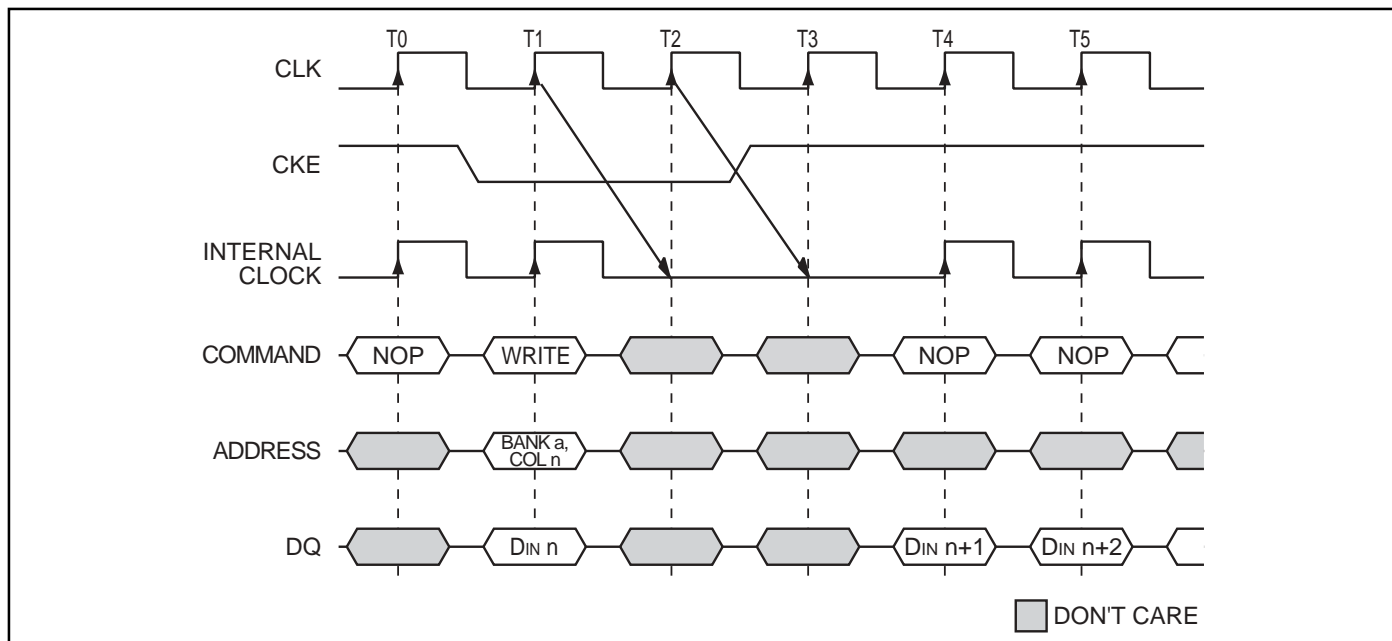 T0 T1 T2 T3 T4 T5
CLK
CKE
INTERNAL
CLOCK
COMMAND NOP WRITE NOP NOP
BANK a,
ADDRESS COL n
DQ DIN n DIN n+1 DIN n+2
DON'T CARE